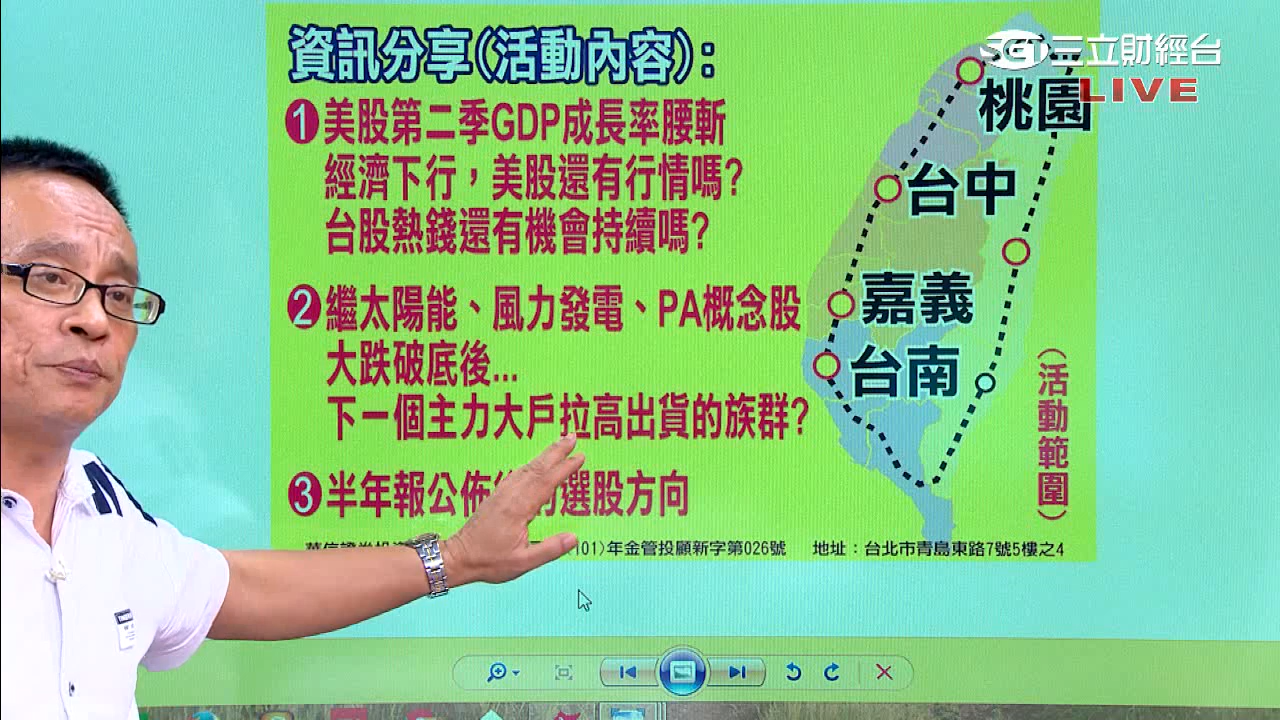 資訊分享(活動內容):
①美股第二季GDP成長率腰斬
經濟下行，美股還有行情嗎?
台股熱錢還有機會持續嗎?
②繼太陽能、風力發電、PA概念股
大跌破底後...
下一個主力大戶拉高出貨的族群?
③半年報公佈 選股方向
(101)年金管投顧新字第026號 地址：台北市青島東路7號5樓之4
桃園
台中
嘉義
台南
(活動範圍)
三立財經台
LIVE